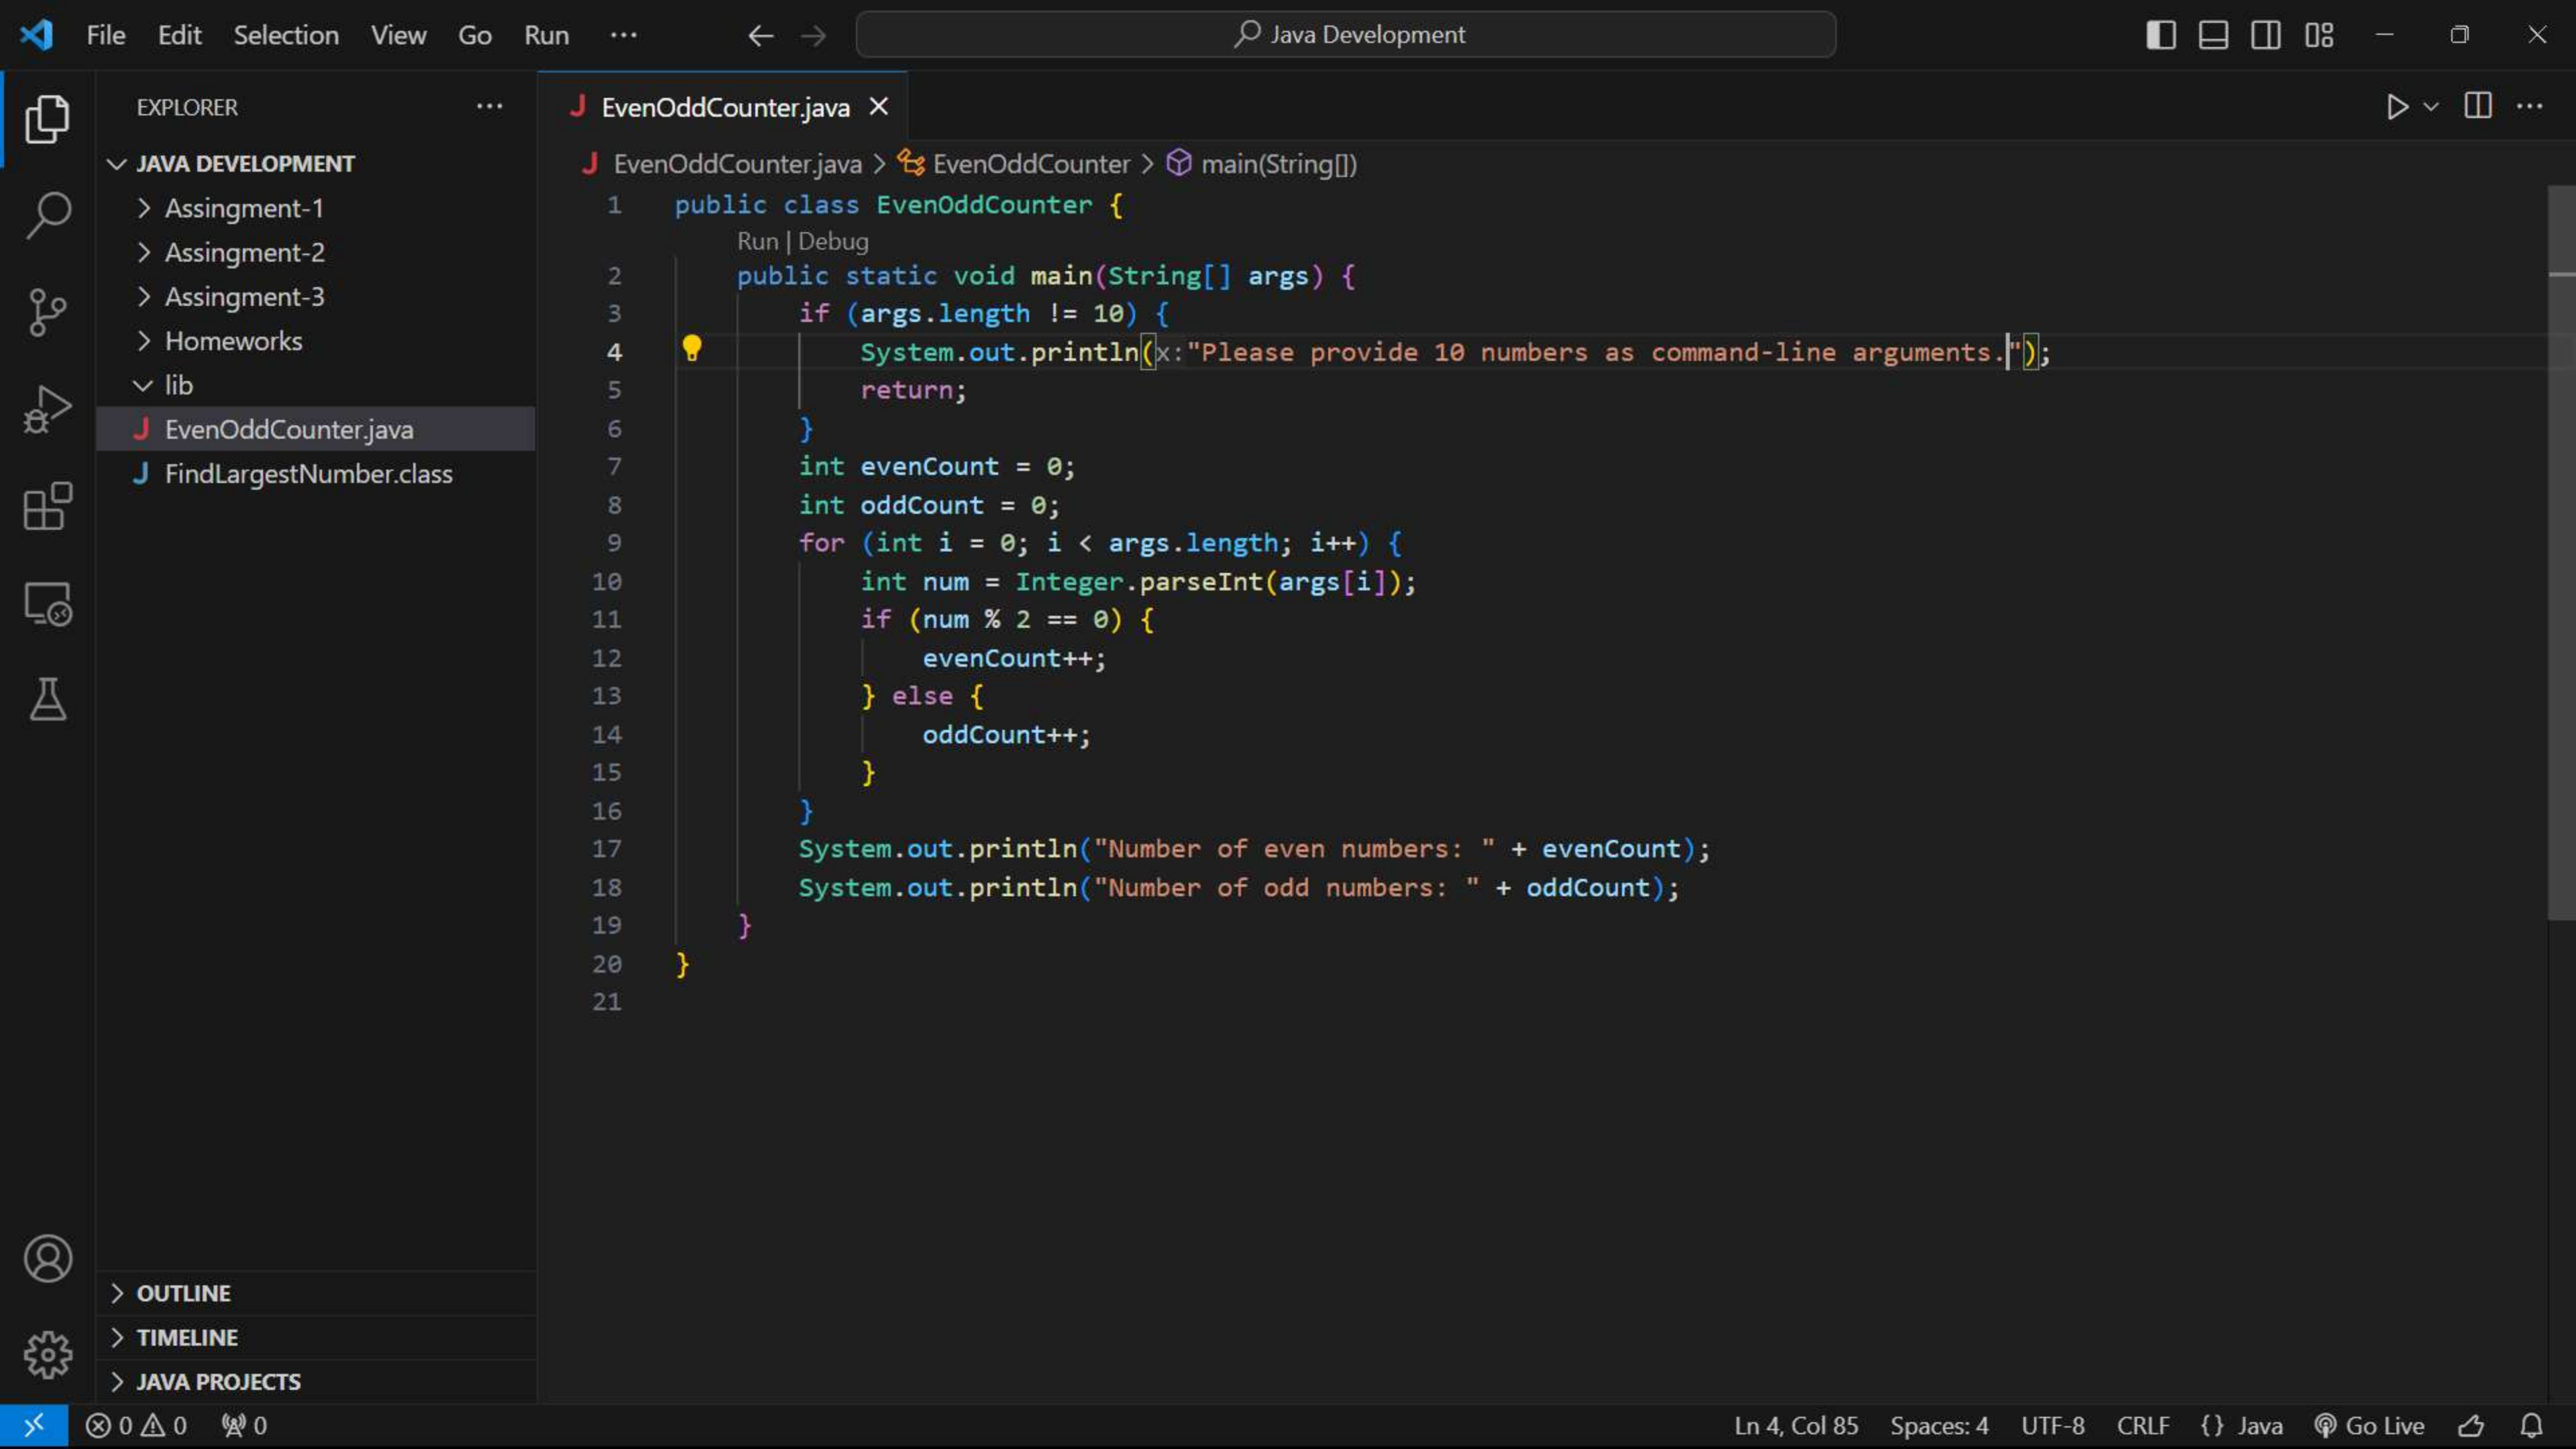 File Edit Selection View Go Run ··· Java Development
EXPLORER ···
JAVA DEVELOPMENT
Assingment-1
Assingment-2
Assingment-3
Homeworks
lib
J EvenOddCounter.java
J FindLargestNumber.class
OUTLINE
TIMELINE
JAVA PROJECTS
J EvenOddCounter.java
J EvenOddCounter.java > EvenOddCounter > main(String[])
1 public class EvenOddCounter {
Run | Debug
2 public static void main(String[] args) {
3 if (args.length != 10) {
4 System.out.println(x:"Please provide 10 numbers as command-line arguments.");
5 return;
6 }
7 int evenCount = 0;
8 int oddCount = 0;
9 for (int i = 0; i < args.length; i++) {
10 int num = Integer.parseInt(args[i]);
11 if (num % 2 == 0) {
12 evenCount++;
13 } else {
14 oddCount++;
15 }
16 }
17 System.out.println("Number of even numbers: " + evenCount);
18 System.out.println("Number of odd numbers: " + oddCount);
19 }
20 }
21
0 0 0 Ln 4, Col 85 Spaces: 4 UTF-8 CRLF {} Java Go Live